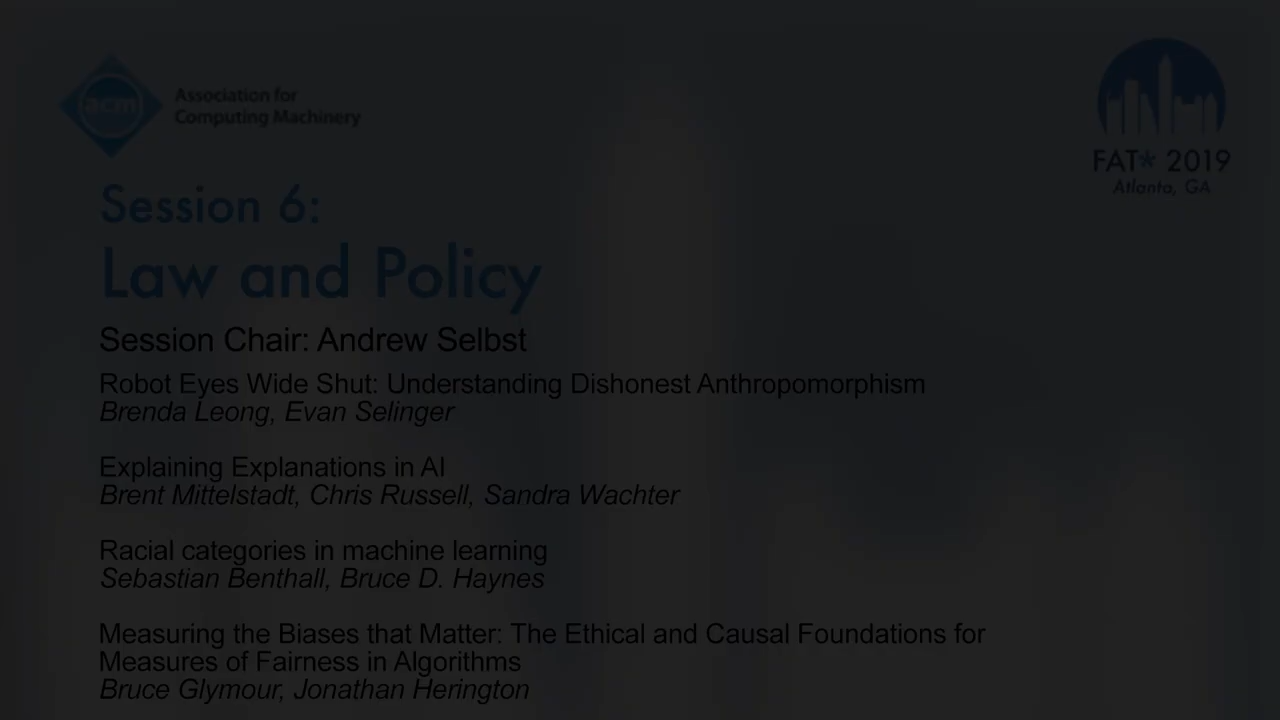 acm
Association for
Computing Machinery
FAT* 2019
Atlanta, GA
Session 6:
Law and Policy
Session Chair: Andrew Selbst
Robot Eyes Wide Shut: Understanding Dishonest Anthropomorphism
Brenda Leong, Evan Selinger
Explaining Explanations in AI
Brent Mittelstadt, Chris Russell, Sandra Wachter
Racial categories in machine learning
Sebastian Benthall, Bruce D. Haynes
Measuring the Biases that Matter: The Ethical and Causal Foundations for
Measures of Fairness in Algorithms
Bruce Glymour, Jonathan Herington